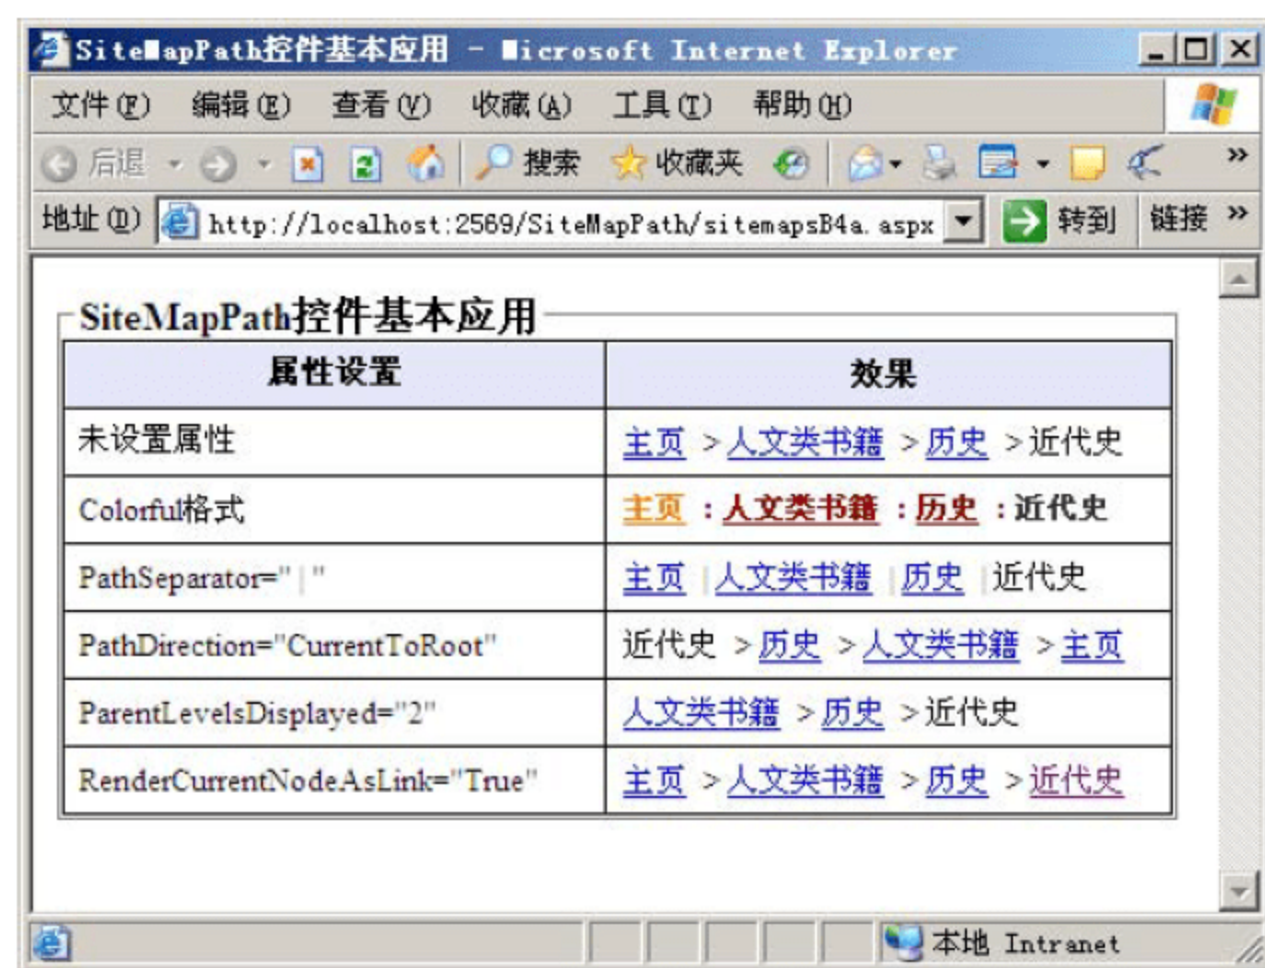 SiteMapPath控件基本应用 - Microsoft Internet Explorer
文件(F) 编辑(E) 查看(V) 收藏(A) 工具(T) 帮助(H)
后退 搜索 收藏夹 »
地址(D) http://localhost:2569/SiteMapPath/sitemapsB4a.aspx 转到 链接 »
SiteMapPath控件基本应用
属性设置 效果
未设置属性 主页 > 人文类书籍 > 历史 > 近代史
Colorful格式 主页 : 人文类书籍 : 历史 : 近代史
PathSeparator=" | " 主页 | 人文类书籍 | 历史 | 近代史
PathDirection="CurrentToRoot" 近代史 > 历史 > 人文类书籍 > 主页
ParentLevelsDisplayed="2" 人文类书籍 > 历史 > 近代史
RenderCurrentNodeAsLink="True" 主页 > 人文类书籍 > 历史 > 近代史
本地 Intranet